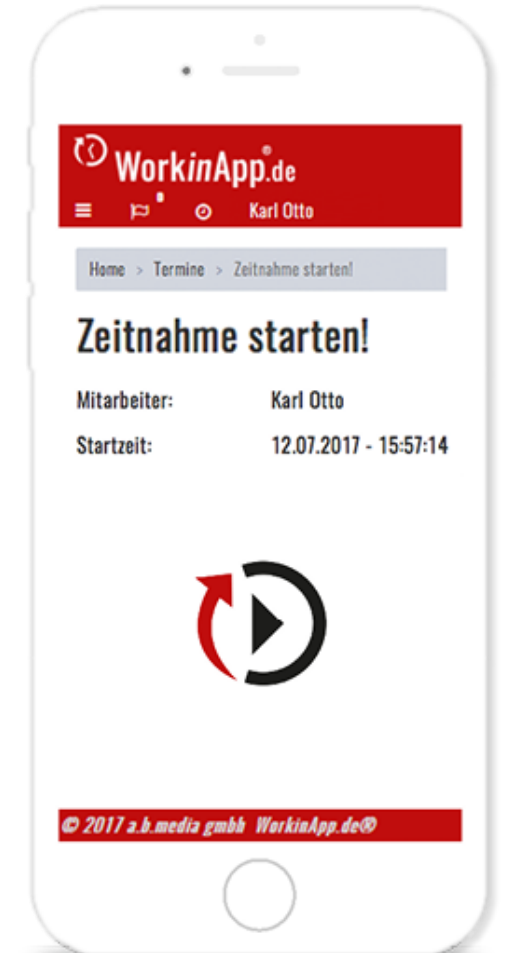 WorkinApp.de®
Karl Otto
Home > Termine > Zeitnahme starten!
Zeitnahme starten!
Mitarbeiter: Karl Otto
Startzeit: 12.07.2017 - 15:57:14
© 2017 a.b.media gmbh WorkinApp.de®